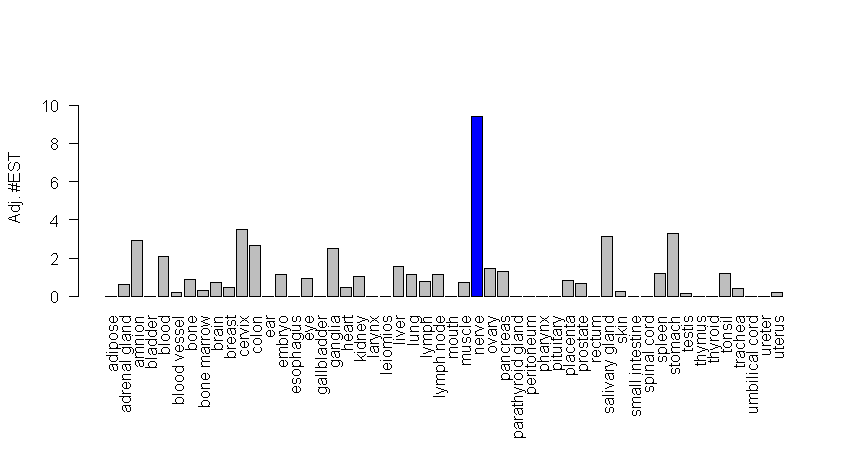 Adj. #EST
10
8
6
4
2
0
adipose
adrenal gland
amnion
bladder
blood
blood vessel
bone
bone marrow
brain
breast
cervix
colon
ear
embryo
esophagus
eye
gallbladder
ganglia
heart
kidney
larynx
leiomios
liver
lung
lymph
lymph node
mouth
muscle
nerve
ovary
pancreas
parathyroid gland
peritoneum
pharynx
pituitary
placenta
prostate
rectum
salivary gland
skin
small intestine
spinal cord
spleen
stomach
testis
thymus
thyroid
tonsil
trachea
umbilical cord
ureter
uterus